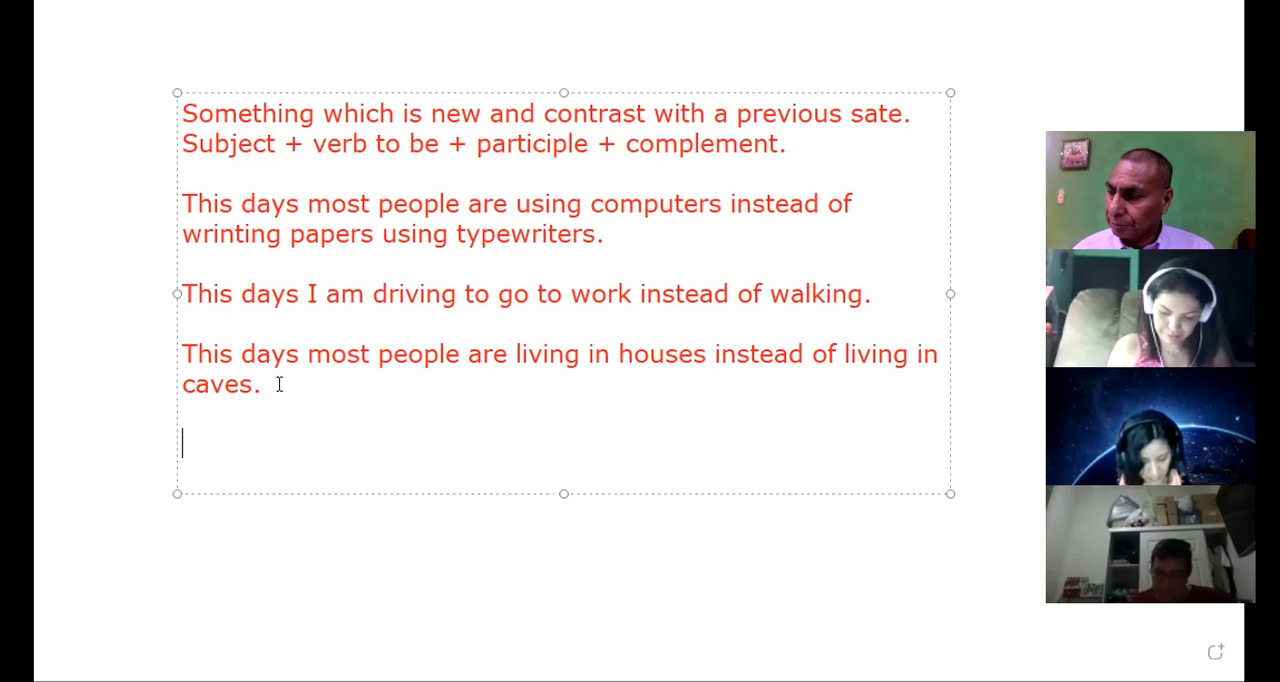 Something which is new and contrast with a previous sate.
Subject + verb to be + participle + complement.
This days most people are using computers instead of
wrinting papers using typewriters.
This days I am driving to go to work instead of walking.
This days most people are living in houses instead of living in
caves.